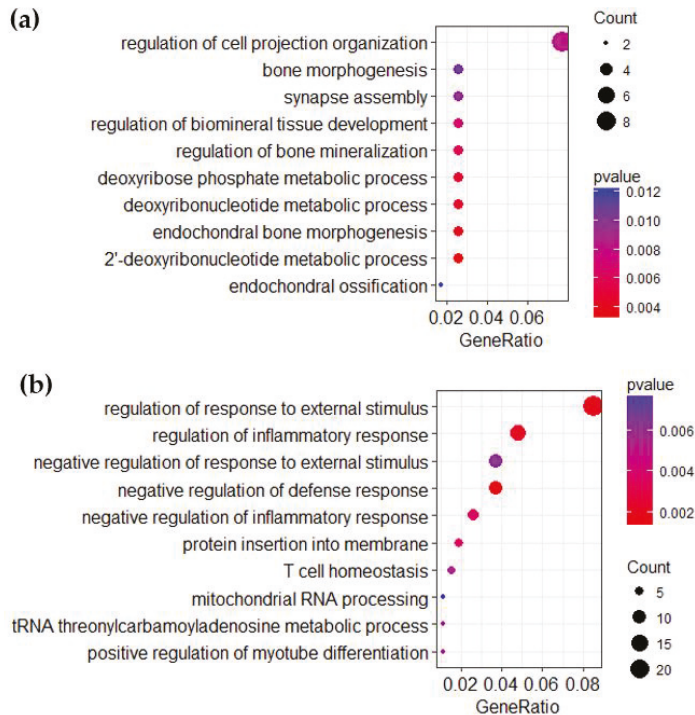 (a)
regulation of cell projection organization
bone morphogenesis
synapse assembly
regulation of biomineral tissue development
regulation of bone mineralization
deoxyribose phosphate metabolic process
deoxyribonucleotide metabolic process
endochondral bone morphogenesis
2'-deoxyribonucleotide metabolic process
endochondral ossification
0.02 0.04 0.06
GeneRatio
Count
2
4
6
8
pvalue
0.012
0.010
0.008
0.006
0.004
(b)
regulation of response to external stimulus
regulation of inflammatory response
negative regulation of response to external stimulus
negative regulation of defense response
negative regulation of inflammatory response
protein insertion into membrane
T cell homeostasis
mitochondrial RNA processing
tRNA threonylcarbamoyladenosine metabolic process
positive regulation of myotube differentiation
0.02 0.04 0.06 0.08
GeneRatio
pvalue
0.006
0.004
0.002
Count
5
10
15
20